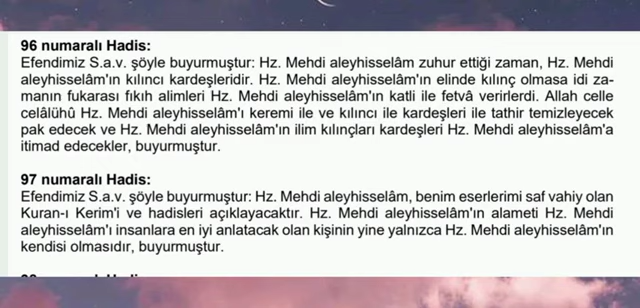 96 numaralı Hadis:
Efendimiz S.a.v. şöyle buyurmuştur: Hz. Mehdi aleyhisselâm zuhur ettiği zaman, Hz. Mehdi
aleyhisselâm'ın kılıncı kardeşleridir. Hz. Mehdi aleyhisselâm'ın elinde kılınç olmasa idi za-
manın fukarası fıkıh alimleri Hz. Mehdi aleyhisselâm'ın katli ile fetvâ verirlerdi. Allah celle
celâlühû Hz. Mehdi aleyhisselâm'ı keremi ile ve kılıncı ile kardeşleri ile tathir temizleyecek
pak edecek ve Hz. Mehdi aleyhisselâm'ın ilim kılınçları kardeşleri Hz. Mehdi aleyhisselâm'a
itimad edecekler, buyurmuştur.
97 numaralı Hadis:
Efendimiz S.a.v. şöyle buyurmuştur: Hz. Mehdi aleyhisselâm, benim eserlerimi saf vahiy olan
Kuran-ı Kerim'i ve hadisleri açıklayacaktır. Hz. Mehdi aleyhisselâm'ın alameti Hz. Mehdi
aleyhisselâm'ı insanlara en iyi anlatacak olan kişinin yine yalnızca Hz. Mehdi aleyhisselâm'ın
kendisi olmasıdır, buyurmuştur.